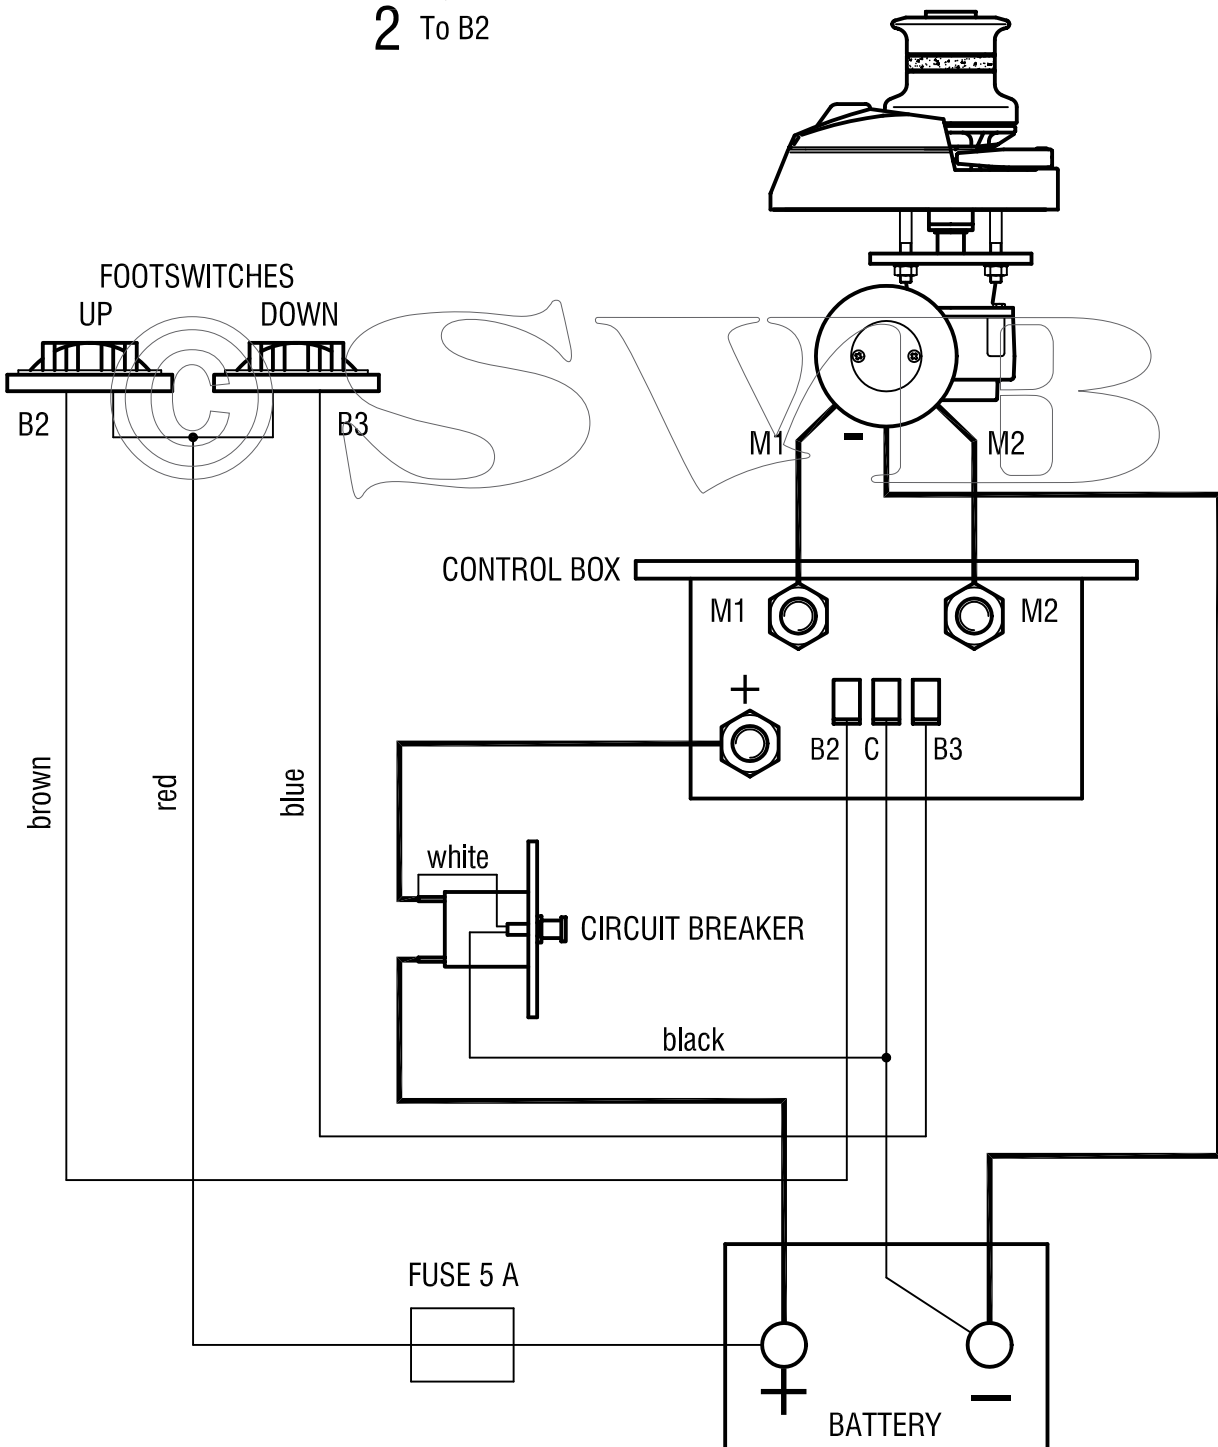 2 To B2
FOOTSWITCHES
UP DOWN
B2 B3
© SVB
M1 - M2
CONTROL BOX
M1 M2
+
B2 C B3
brown
red
blue
white
CIRCUIT BREAKER
black
FUSE 5 A
+ -
BATTERY